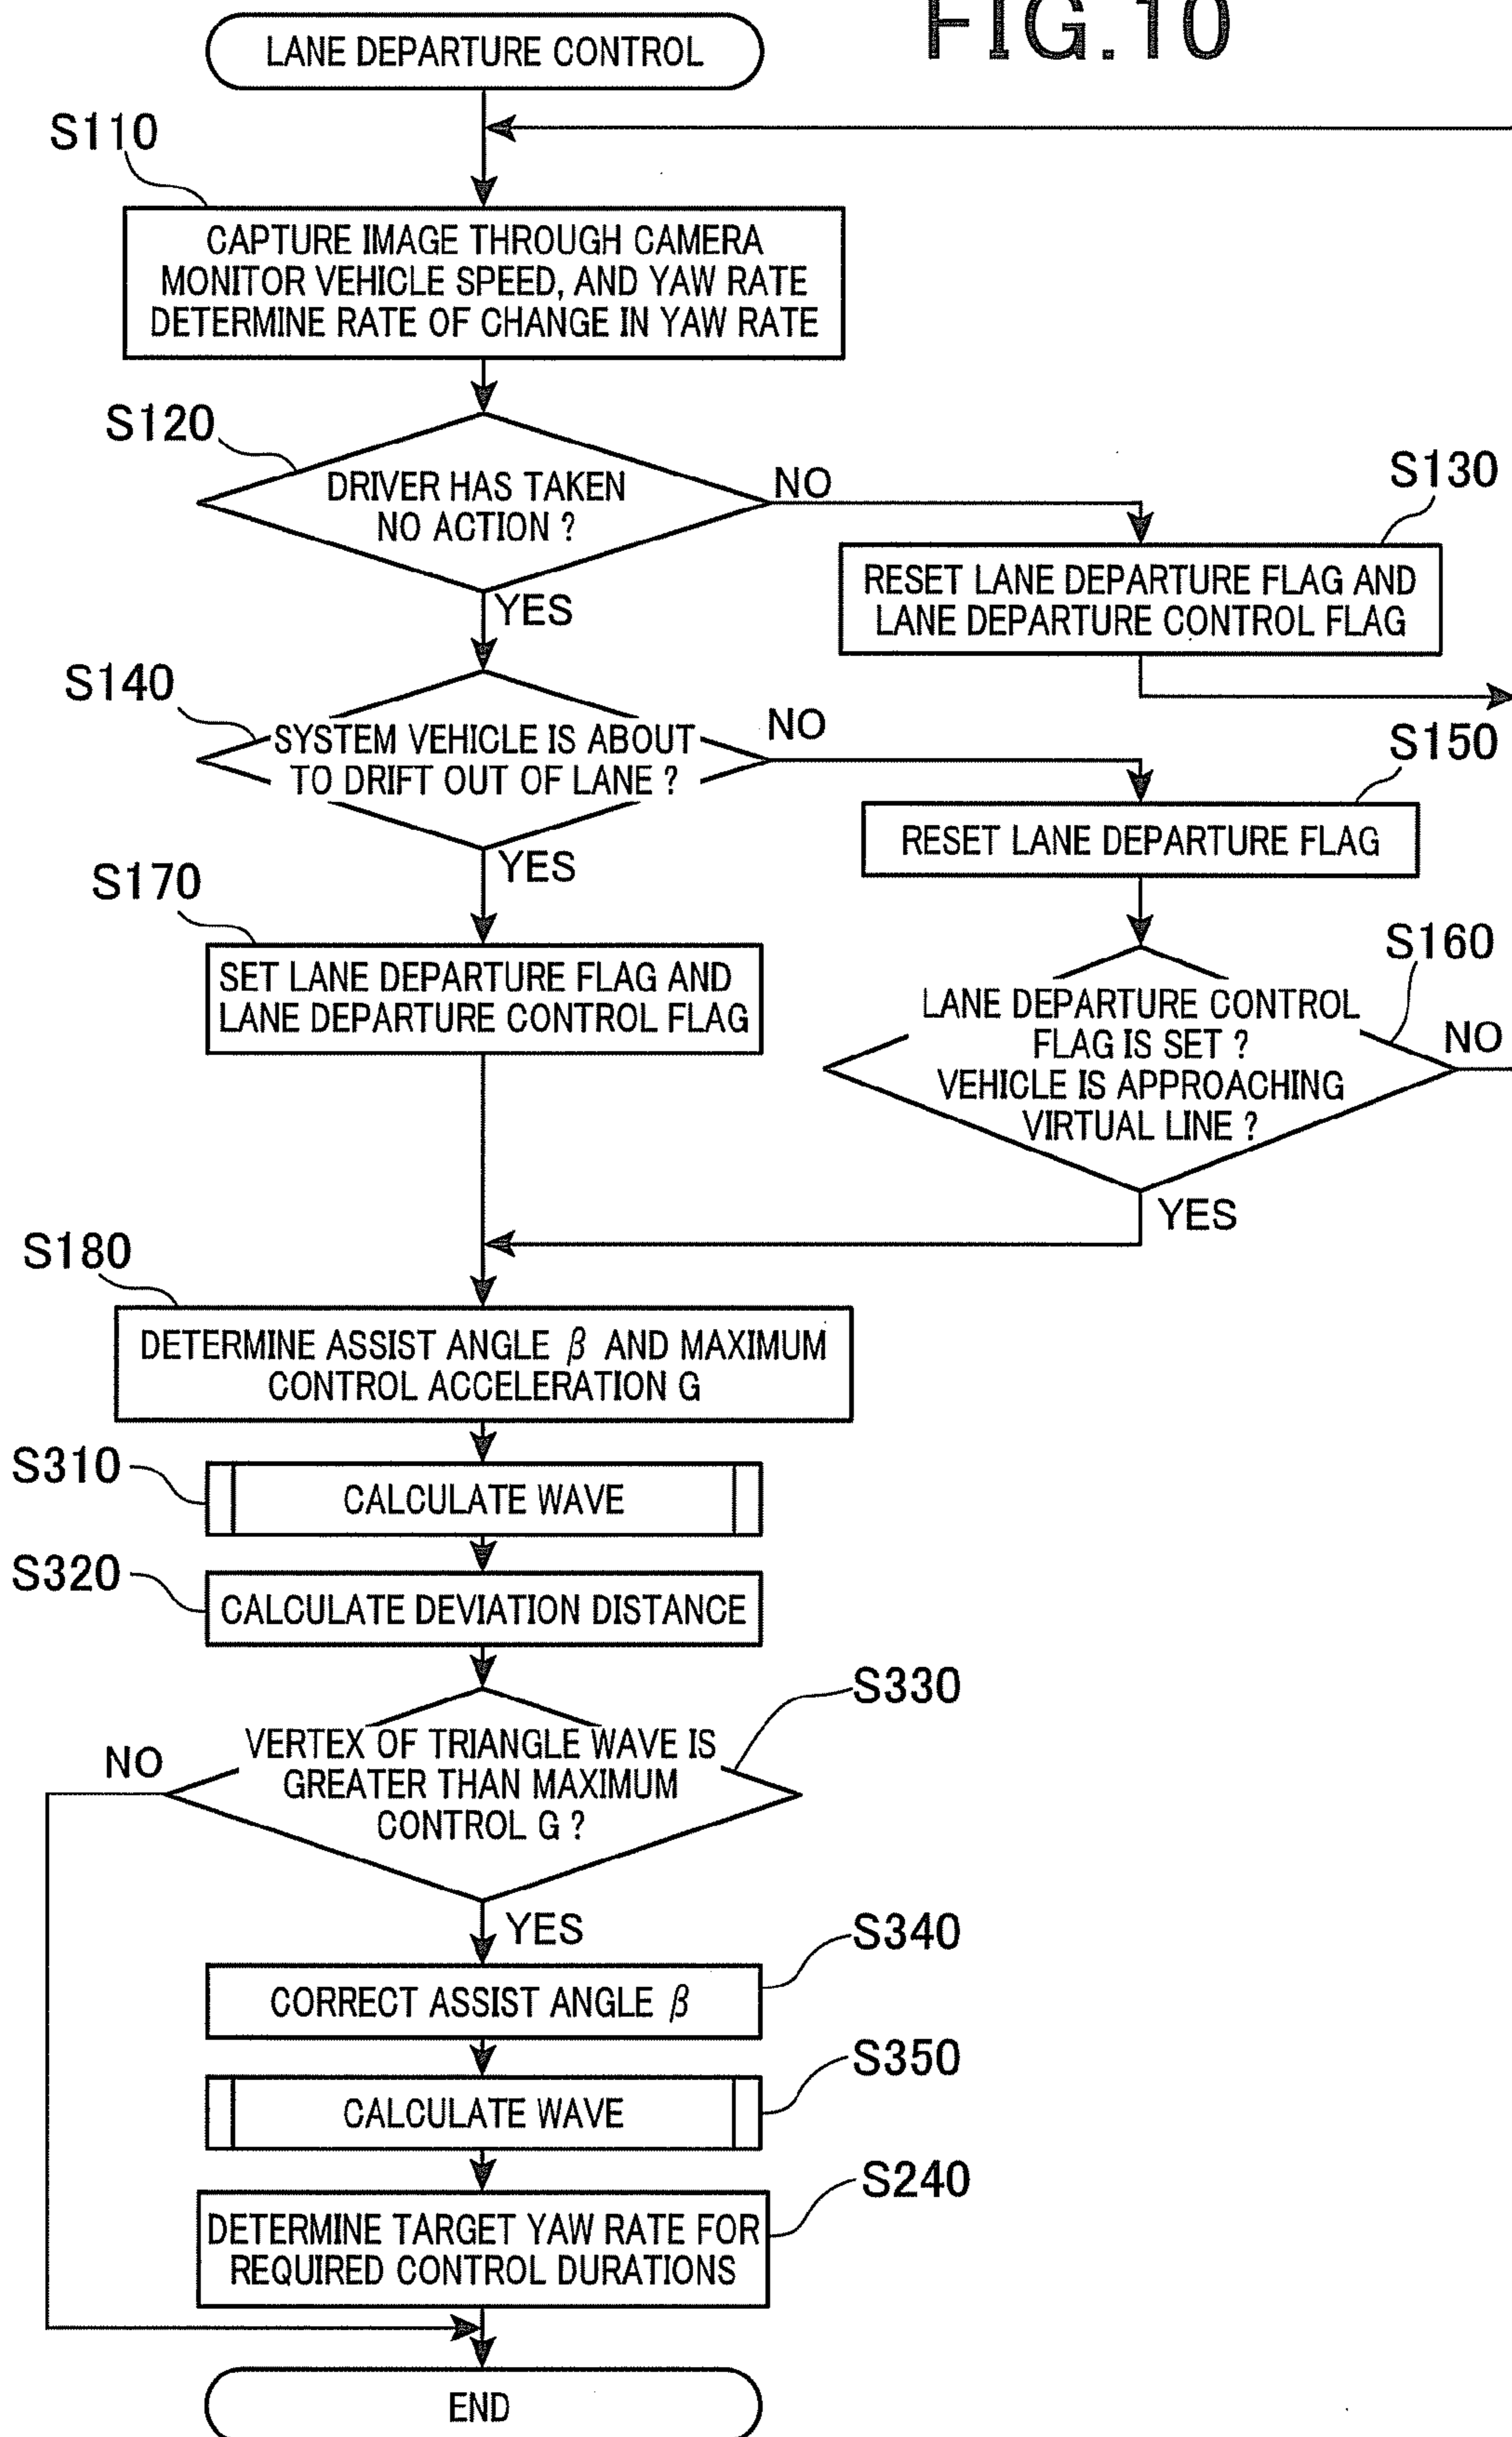 FIG.10
LANE DEPARTURE CONTROL
S110
CAPTURE IMAGE THROUGH CAMERA
MONITOR VEHICLE SPEED, AND YAW RATE
DETERMINE RATE OF CHANGE IN YAW RATE
S120
DRIVER HAS TAKEN
NO ACTION ?
NO
YES
S130
RESET LANE DEPARTURE FLAG AND
LANE DEPARTURE CONTROL FLAG
S140
SYSTEM VEHICLE IS ABOUT
TO DRIFT OUT OF LANE ?
NO
YES
S150
RESET LANE DEPARTURE FLAG
S160
LANE DEPARTURE CONTROL
FLAG IS SET ?
VEHICLE IS APPROACHING
VIRTUAL LINE ?
NO
YES
S170
SET LANE DEPARTURE FLAG AND
LANE DEPARTURE CONTROL FLAG
S180
DETERMINE ASSIST ANGLE β AND MAXIMUM
CONTROL ACCELERATION G
S310
CALCULATE WAVE
S320
CALCULATE DEVIATION DISTANCE
S330
VERTEX OF TRIANGLE WAVE IS
GREATER THAN MAXIMUM
CONTROL G ?
NO
YES
S340
CORRECT ASSIST ANGLE β
S350
CALCULATE WAVE
S240
DETERMINE TARGET YAW RATE FOR
REQUIRED CONTROL DURATIONS
END